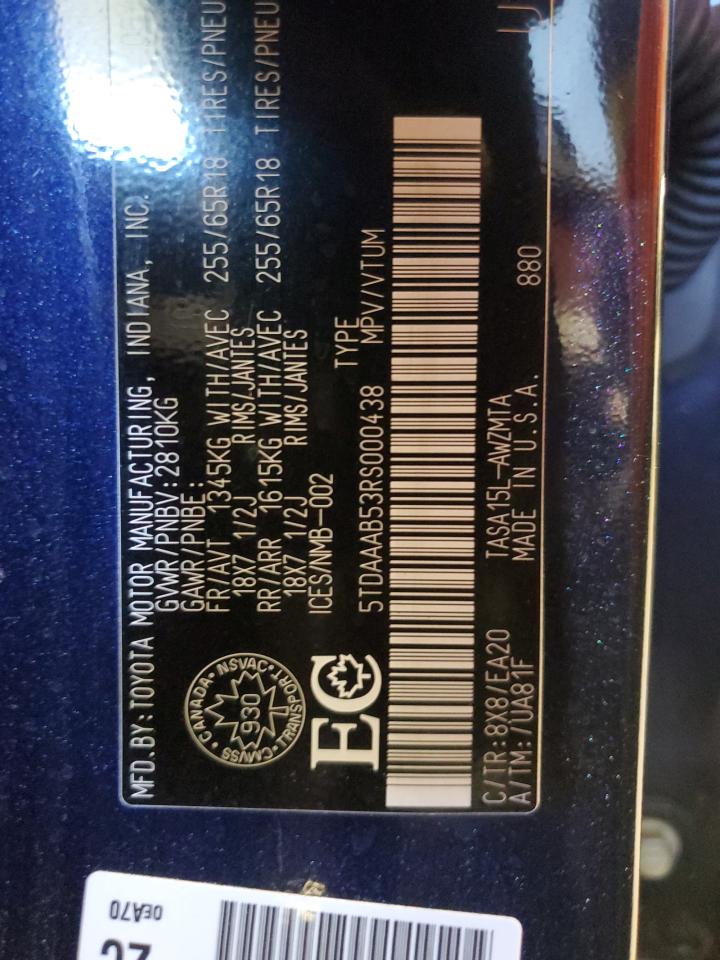 MFD.BY:TOYOTA MOTOR MANUFACTURING, INDIANA, INC.
GVWR/PNBV:2810KG
GAWR/PNBE:
FR/AVT 1345KG WITH/AVEC 255/65R18 TIRES/PNEU
18X7 1/2J RIMS/JANTES
RR/ARR 1615KG WITH/AVEC 255/65R18 TIRES/PNEU
18X7 1/2J RIMS/JANTES
ICES/NMB-002
CANADA • NSVAC • TRANSPORT • CMVSS
930
EC
TYPE
5TDAAAB53RS000438 MPV/VTUM
C/TR:8X8/EA20 TASA15L-AWZMTA
A/TM:/UA81F MADE IN U.S.A. 880
0EA70